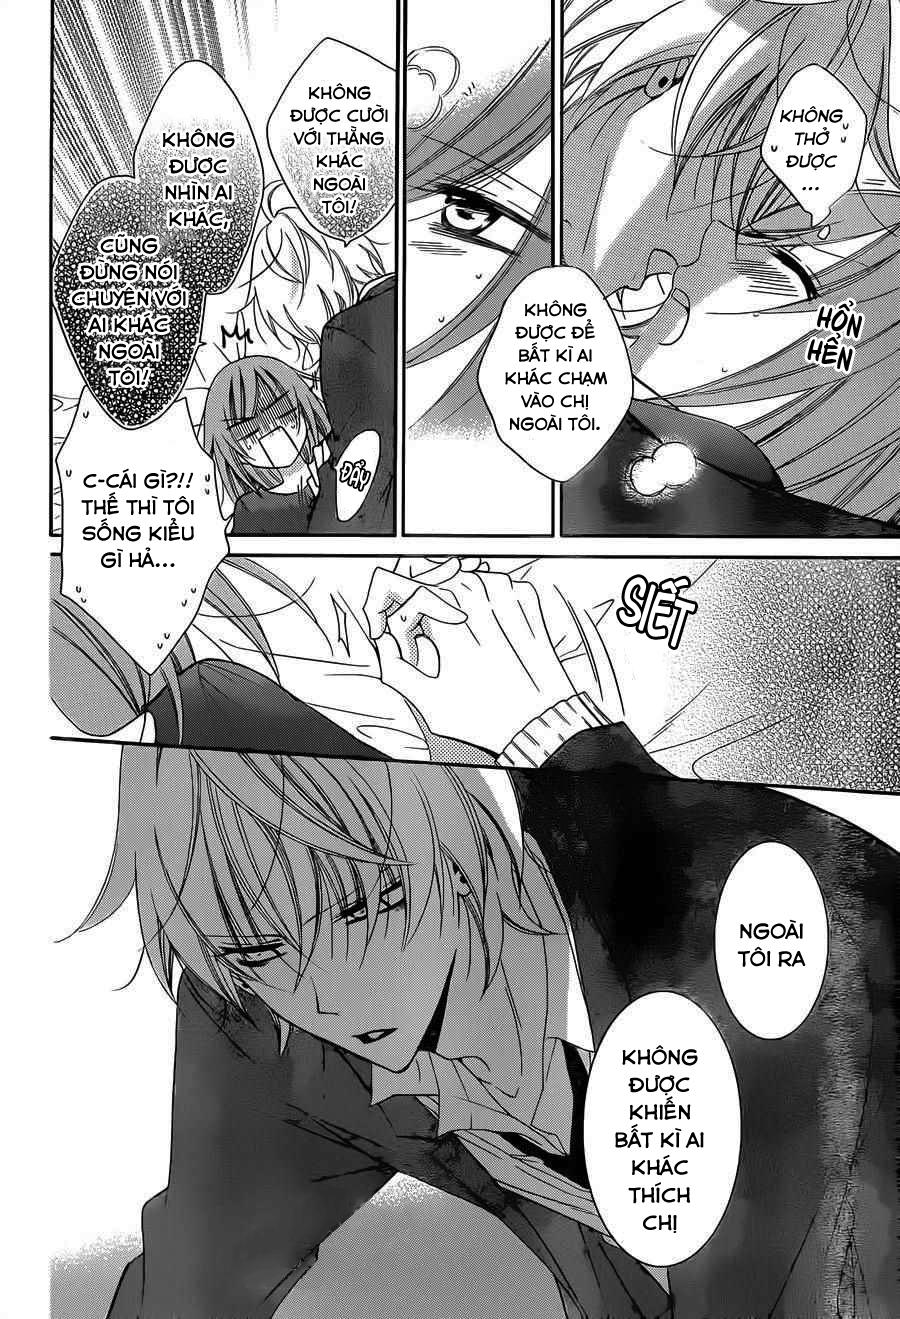 KHÔNG
THỞ
ĐƯỢC
...
HỔN
HỂN
KHÔNG
ĐƯỢC ĐỂ
BẤT KÌ AI
KHÁC CHẠM
VÀO CHỊ
NGOÀI TÔI.
KHÔNG
ĐƯỢC CƯỜI
VỚI THẰNG
KHÁC
NGOÀI
TÔI!
KHÔNG
ĐƯỢC
NHÌN AI
KHÁC,
CŨNG
ĐỪNG NÓI
CHUYỆN VỚI
AI KHÁC
NGOÀI
TÔI!
ĐẨY
C-CÁI GÌ?!!
THẾ THÌ TÔI
SỐNG KIỂU
GÌ HẢ...
SIẾT
NGOÀI
TÔI RA
KHÔNG
ĐƯỢC
KHIẾN
BẤT KÌ AI
KHÁC
THÍCH
CHỊ